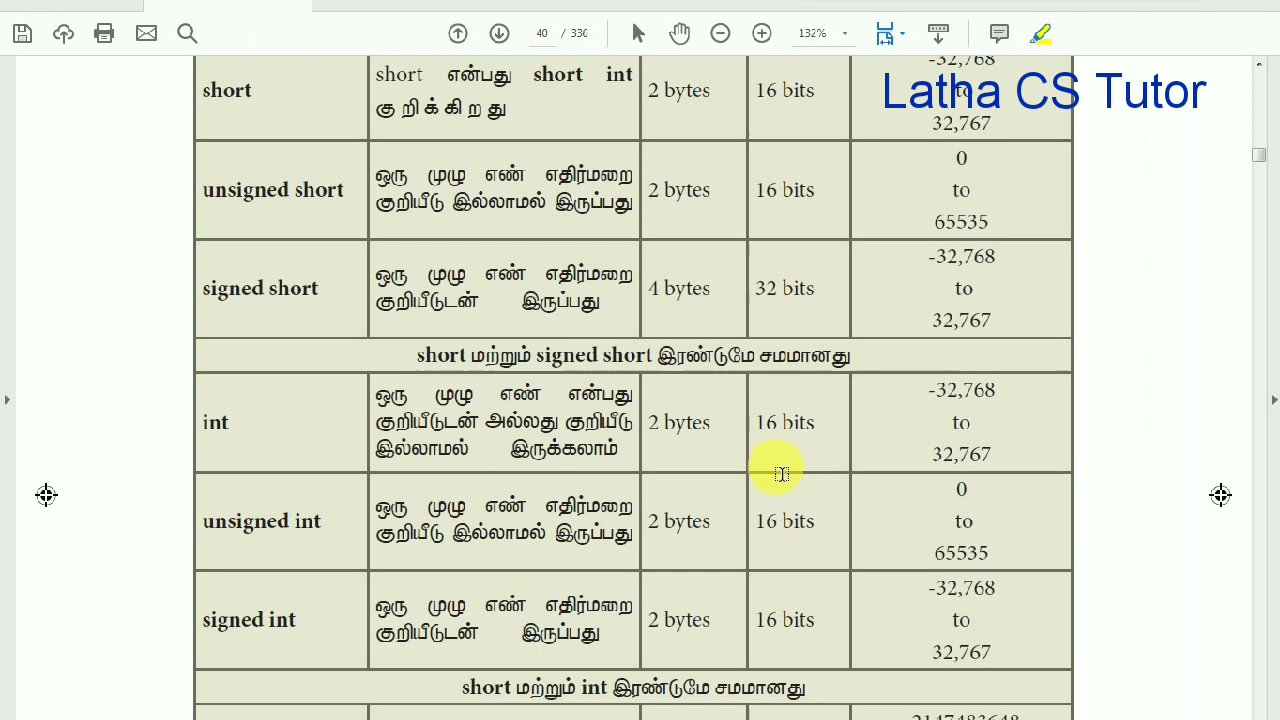 40 / 336
132%
Latha CS Tutor
short
short என்பது short int
குறிக்கிறது
2 bytes
16 bits
-32,768
to
32,767
unsigned short
ஒரு முழு எண் எதிர்மறை
குறியீடு இல்லாமல் இருப்பது
2 bytes
16 bits
0
to
65535
signed short
ஒரு முழு எண் எதிர்மறை
குறியீடுடன் இருப்பது
4 bytes
32 bits
-32,768
to
32,767
short மற்றும் signed short இரண்டுமே சமமானது
int
ஒரு முழு எண் என்பது
குறியீடுடன் அல்லது குறியீடு
இல்லாமல் இருக்கலாம்
2 bytes
16 bits
-32,768
to
32,767
unsigned int
ஒரு முழு எண் எதிர்மறை
குறியீடு இல்லாமல் இருப்பது
2 bytes
16 bits
0
to
65535
signed int
ஒரு முழு எண் எதிர்மறை
குறியீடுடன் இருப்பது
2 bytes
16 bits
-32,768
to
32,767
short மற்றும் int இரண்டுமே சமமானது